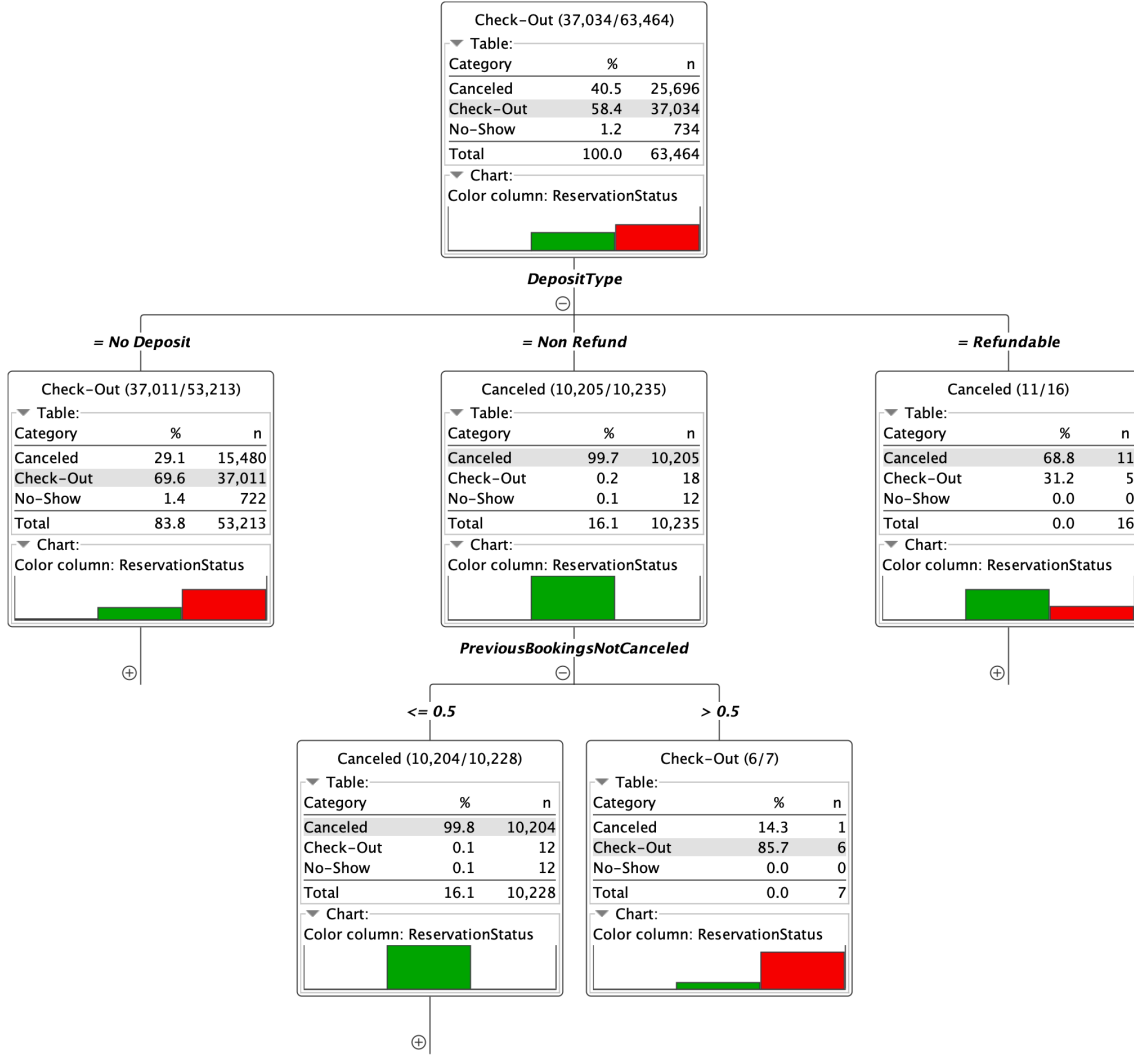 Check-Out (37,034/63,464)
Table:
Category % n
Canceled 40.5 25,696
Check-Out 58.4 37,034
No-Show 1.2 734
Total 100.0 63,464
Chart:
Color column: ReservationStatus
DepositType
= No Deposit
Check-Out (37,011/53,213)
Table:
Category % n
Canceled 29.1 15,480
Check-Out 69.6 37,011
No-Show 1.4 722
Total 83.8 53,213
Chart:
Color column: ReservationStatus
= Non Refund
Canceled (10,205/10,235)
Table:
Category % n
Canceled 99.7 10,205
Check-Out 0.2 18
No-Show 0.1 12
Total 16.1 10,235
Chart:
Color column: ReservationStatus
= Refundable
Canceled (11/16)
Table:
Category % n
Canceled 68.8 11
Check-Out 31.2 5
No-Show 0.0 0
Total 0.0 16
Chart:
Color column: ReservationStatus
PreviousBookingsNotCanceled
<= 0.5
Canceled (10,204/10,228)
Table:
Category % n
Canceled 99.8 10,204
Check-Out 0.1 12
No-Show 0.1 12
Total 16.1 10,228
Chart:
Color column: ReservationStatus
> 0.5
Check-Out (6/7)
Table:
Category % n
Canceled 14.3 1
Check-Out 85.7 6
No-Show 0.0 0
Total 0.0 7
Chart:
Color column: ReservationStatus